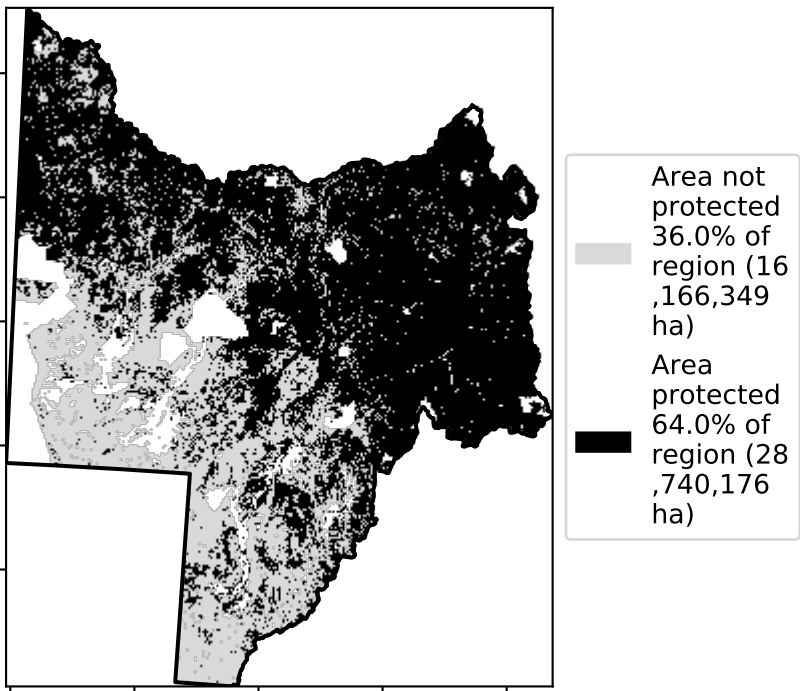 Area not
protected
36.0% of
region (16
,166,349
ha)
Area
protected
64.0% of
region (28
,740,176
ha)